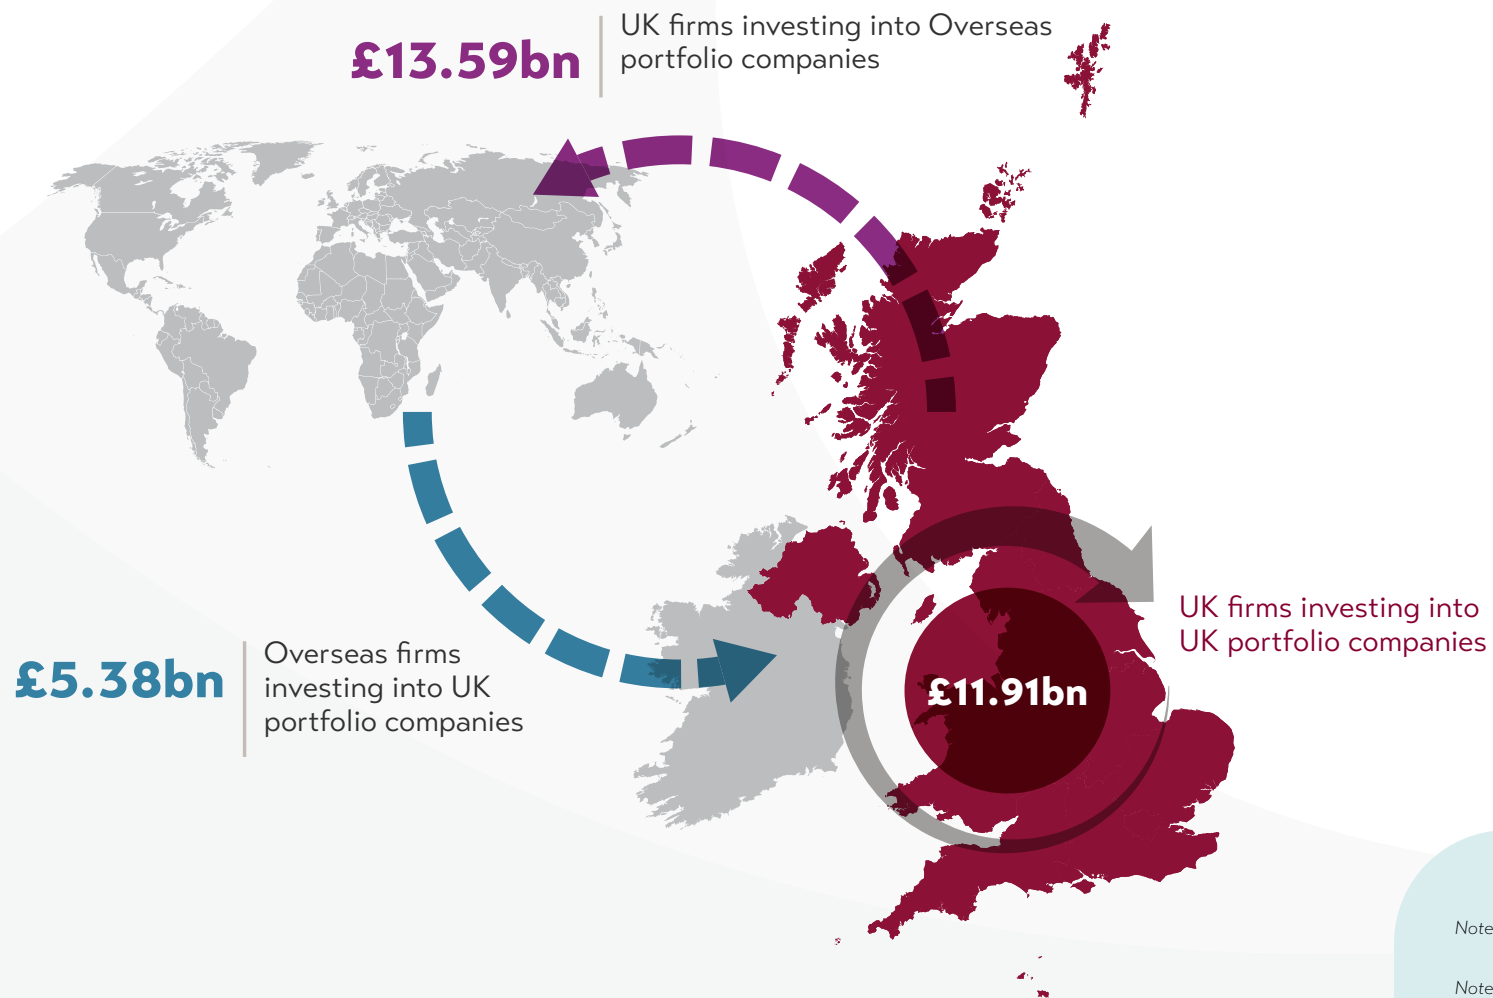 £13.59bn
UK firms investing into Overseas
portfolio companies
UK firms investing into
UK portfolio companies
£11.91bn
£5.38bn
Overseas firms
investing into UK
portfolio companies
Note
Note